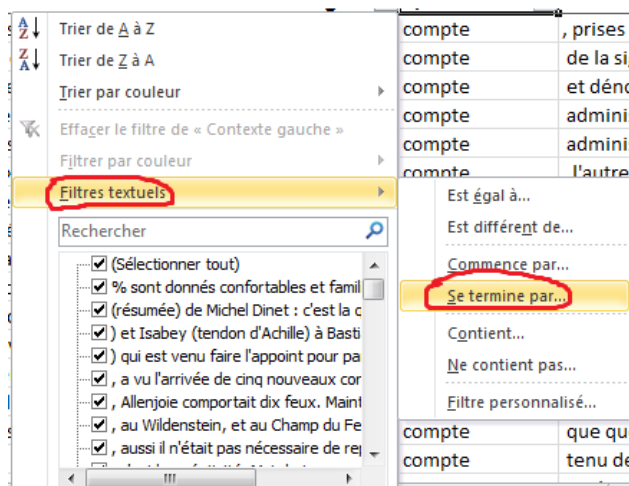 Trier de A à Z
Trier de Z à A
Trier par couleur
Effacer le filtre de « Contexte gauche »
Filtrer par couleur
Filtres textuels
Rechercher
(Sélectionner tout)
% sont donnés confortables et famil
(résumée) de Michel Dinet : c'est la q
) et Isabey (tendon d'Achille) à Basti
) qui est venu faire l'appoint pour pa
, a vu l'arrivée de cinq nouveaux cor
, Allenjoie comportait dix feux. Maint
, au Wildenstein, et au Champ du Fe
, aussi il n'était pas nécessaire de re
compte , prises
compte de la si
compte et déno
compte admini
compte admini
compte l'autre
Est égal à...
Est différent de...
Commence par...
Se termine par...
Contient...
Ne contient pas...
Filtre personnalisé...
compte que qu
compte tenu de